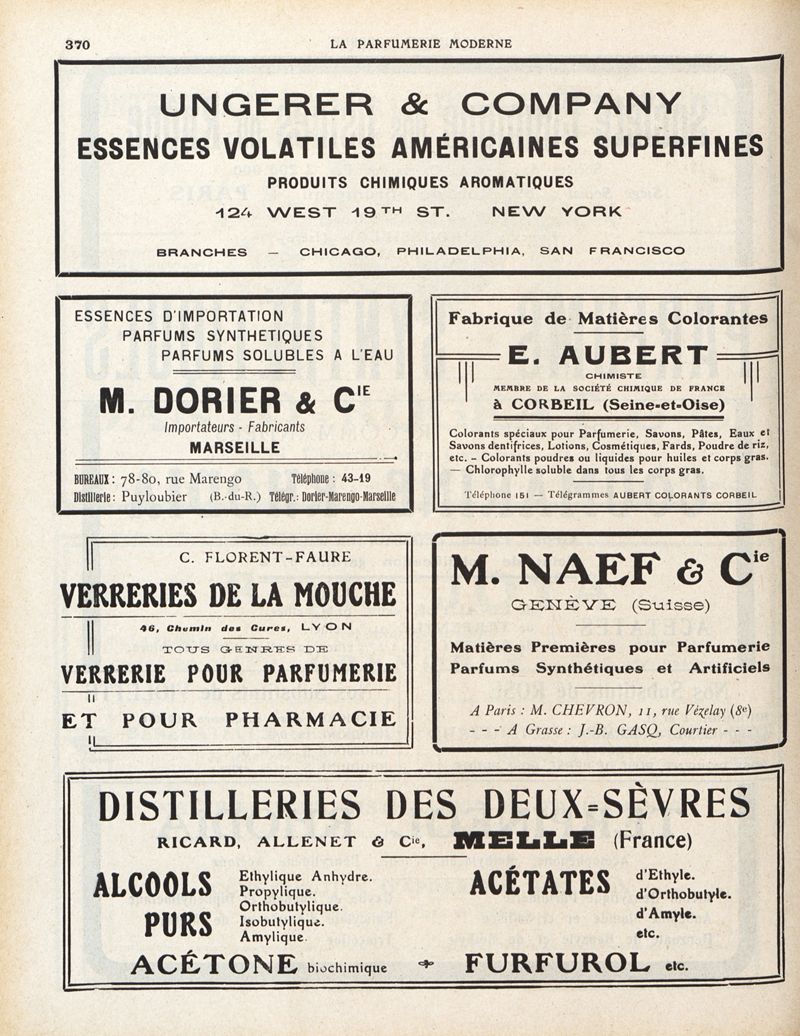 370
LA PARFUMERIE MODERNE
UNGERER & COMPANY
ESSENCES VOLATILES AMÉRICAINES SUPERFINES
PRODUITS CHIMIQUES AROMATIQUES
124 WEST 19TH ST. NEW YORK
BRANCHES — CHICAGO, PHILADELPHIA, SAN FRANCISCO
ESSENCES D'IMPORTATION
PARFUMS SYNTHETIQUES
PARFUMS SOLUBLES A L'EAU
M. DORIER & CIE
Importateurs - Fabricants
MARSEILLE
BUREAUX : 78-80, rue Marengo Téléphone : 43-19
Distillerie : Puyloubier (B.-du-R.) Télégr.: Dorier-Marengo-Marseille
Fabrique de Matières Colorantes
E. AUBERT
CHIMISTE
MEMBRE DE LA SOCIÉTÉ CHIMIQUE DE FRANCE
à CORBEIL (Seine-et-Oise)
Colorants spéciaux pour Parfumerie, Savons, Pâtes, Eaux et
Savons dentifrices, Lotions, Cosmétiques, Fards, Poudre de riz,
etc. - Colorants poudres ou liquides pour huiles et corps gras.
— Chlorophylle soluble dans tous les corps gras.
Téléphone 151 — Télégrammes AUBERT COLORANTS CORBEIL
C. FLORENT-FAURE
VERRERIES DE LA MOUCHE
46, Chemin des Cures, LYON
TOUS GENRES DE
VERRERIE POUR PARFUMERIE
ET POUR PHARMACIE
M. NAEF & Cie
GENÈVE (Suisse)
Matières Premières pour Parfumerie
Parfums Synthétiques et Artificiels
A Paris : M. CHEVRON, 11, rue Vézelay (8e)
- - - A Grasse : J.-B. GASQ, Courtier - - -
DISTILLERIES DES DEUX=SÈVRES
RICARD, ALLENET & Cie, MELLE (France)
ALCOOLS PURS
Ethylique Anhydre.
Propylique.
Orthobutylique.
Isobutylique.
Amylique.
ACÉTATES
d'Ethyle.
d'Orthobutyle.
d'Amyle.
etc.
ACÉTONE biochimique FURFUROL etc.